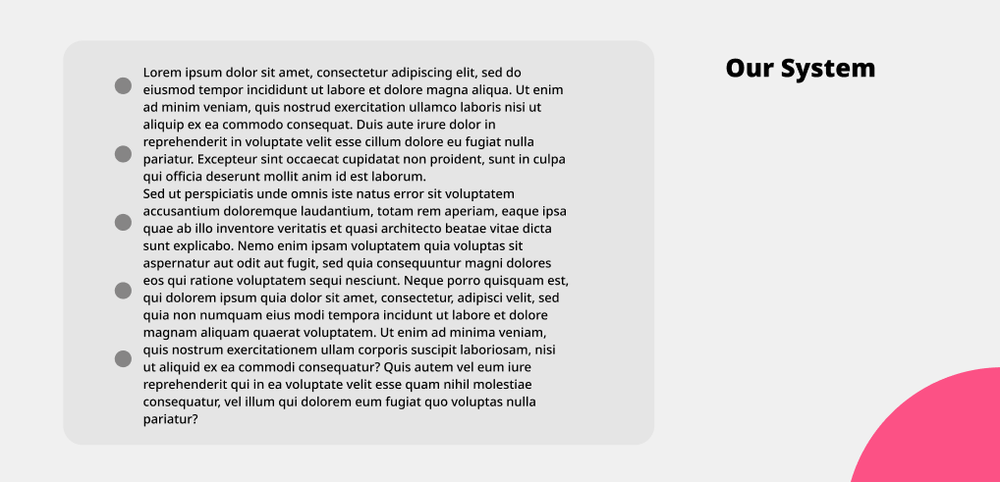 Our System
Lorem ipsum dolor sit amet, consectetur adipiscing elit, sed do
eiusmod tempor incididunt ut labore et dolore magna aliqua. Ut enim
ad minim veniam, quis nostrud exercitation ullamco laboris nisi ut
aliquip ex ea commodo consequat. Duis aute irure dolor in
reprehenderit in voluptate velit esse cillum dolore eu fugiat nulla
pariatur. Excepteur sint occaecat cupidatat non proident, sunt in culpa
qui officia deserunt mollit anim id est laborum.
Sed ut perspiciatis unde omnis iste natus error sit voluptatem
accusantium doloremque laudantium, totam rem aperiam, eaque ipsa
quae ab illo inventore veritatis et quasi architecto beatae vitae dicta
sunt explicabo. Nemo enim ipsam voluptatem quia voluptas sit
aspernatur aut odit aut fugit, sed quia consequuntur magni dolores
eos qui ratione voluptatem sequi nesciunt. Neque porro quisquam est,
qui dolorem ipsum quia dolor sit amet, consectetur, adipisci velit, sed
quia non numquam eius modi tempora incidunt ut labore et dolore
magnam aliquam quaerat voluptatem. Ut enim ad minima veniam,
quis nostrum exercitationem ullam corporis suscipit laboriosam, nisi
ut aliquid ex ea commodi consequatur? Quis autem vel eum iure
reprehenderit qui in ea voluptate velit esse quam nihil molestiae
consequatur, vel illum qui dolorem eum fugiat quo voluptas nulla
pariatur?